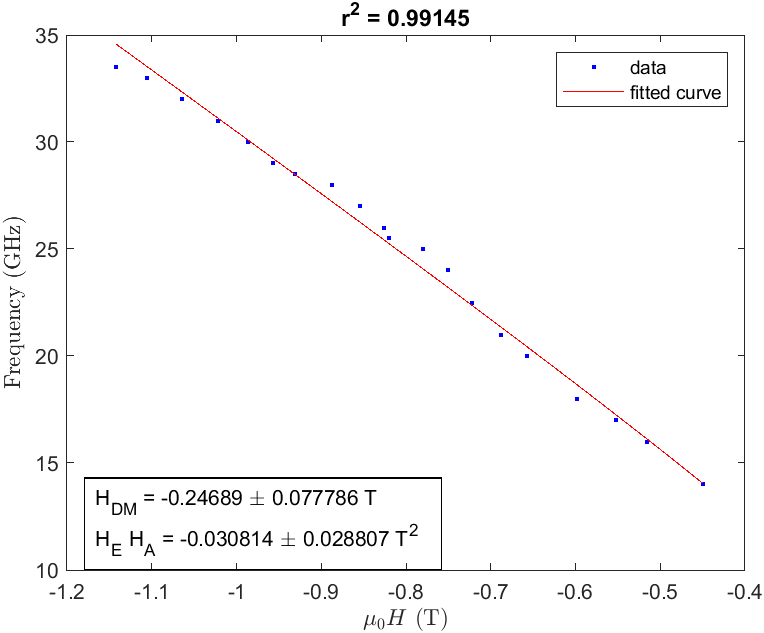 r² = 0.99145
35
30
25
20
15
10
Frequency (GHz)
data
fitted curve
H_DM = -0.24689 ± 0.077786 T
H_E H_A = -0.030814 ± 0.028807 T²
-1.2 -1.1 -1 -0.9 -0.8 -0.7 -0.6 -0.5 -0.4
μ₀H (T)